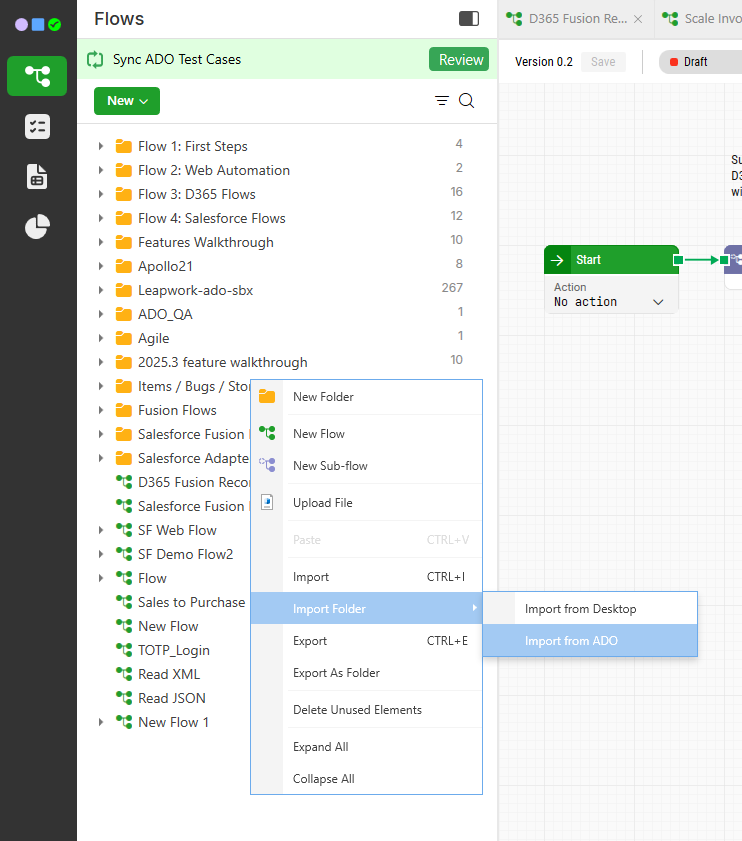 Flows
D365 Fusion Re...
Scale Invo
Sync ADO Test Cases
Review
Version 0.2
Save
Draft
New
Flow 1: First Steps 4
Flow 2: Web Automation 2
Flow 3: D365 Flows 16
Flow 4: Salesforce Flows 12
Features Walkthrough 10
Apollo21 8
Leapwork-ado-sbx 267
ADO_QA 1
Agile 1
2025.3 feature walkthrough 10
Items / Bugs / Stor
Fusion Flows
Salesforce Fusion
Salesforce Adapte
D365 Fusion Reco
Salesforce Fusion
SF Web Flow
SF Demo Flow2
Flow
Sales to Purchase
New Flow
TOTP_Login
Read XML
Read JSON
New Flow 1
New Folder
New Flow
New Sub-flow
Upload File
Paste CTRL+V
Import CTRL+I
Import Folder
Export CTRL+E
Export As Folder
Delete Unused Elements
Expand All
Collapse All
Import from Desktop
Import from ADO
Su
D3
wi
Start
Action
No action